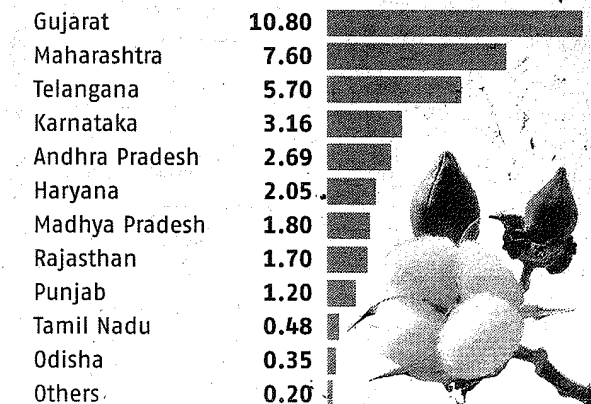 Gujarat 10.80
Maharashtra 7.60
Telangana 5.70
Karnataka 3.16
Andhra Pradesh 2.69
Haryana 2.05
Madhya Pradesh 1.80
Rajasthan 1.70
Punjab 1.20
Tamil Nadu 0.48
Odisha 0.35
Others 0.20